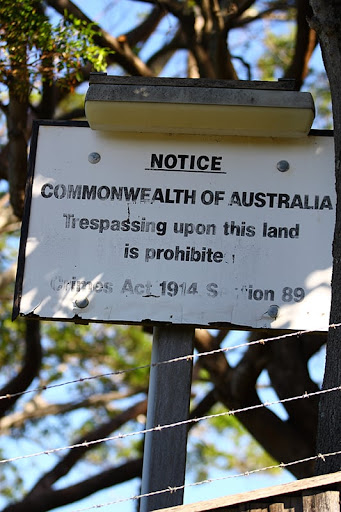 NOTICE
COMMONWEALTH OF AUSTRALIA
Trespassing upon this land
is prohibite
Crimes Act 1914 Section 89